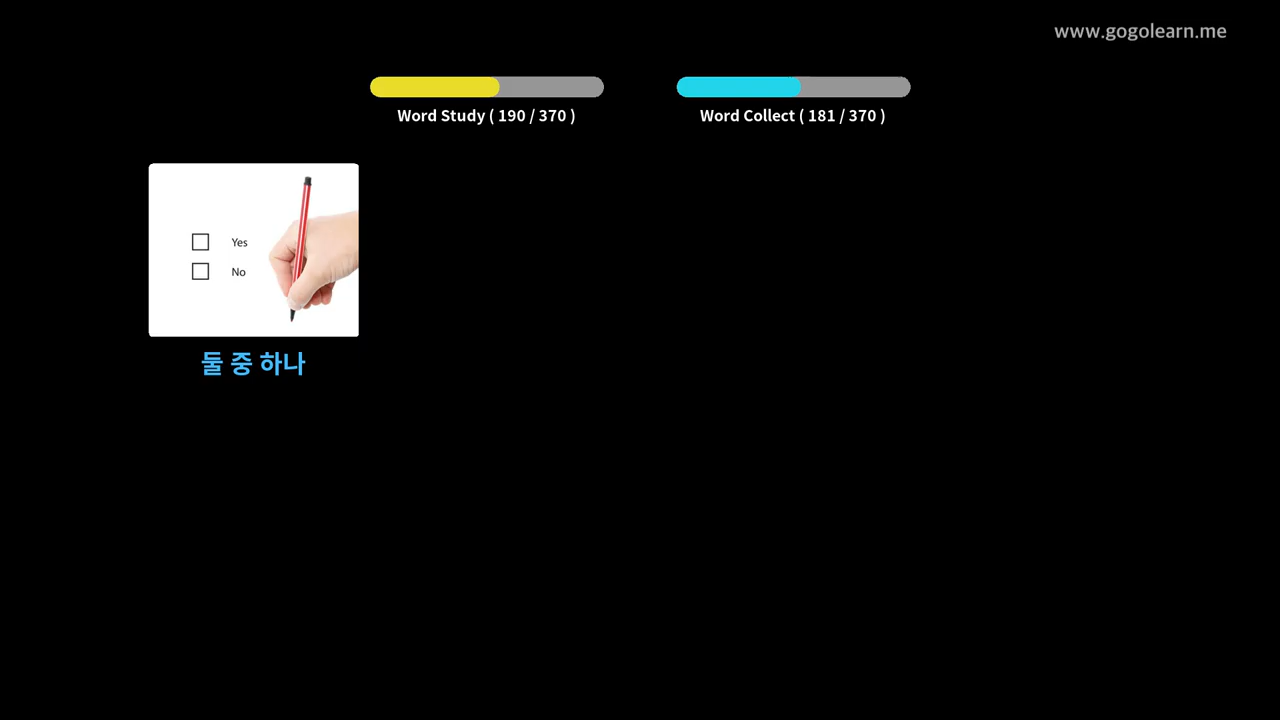 www.gogolearn.me
Word Study ( 190 / 370 )
Word Collect ( 181 / 370 )
Yes
No
둘 중 하나